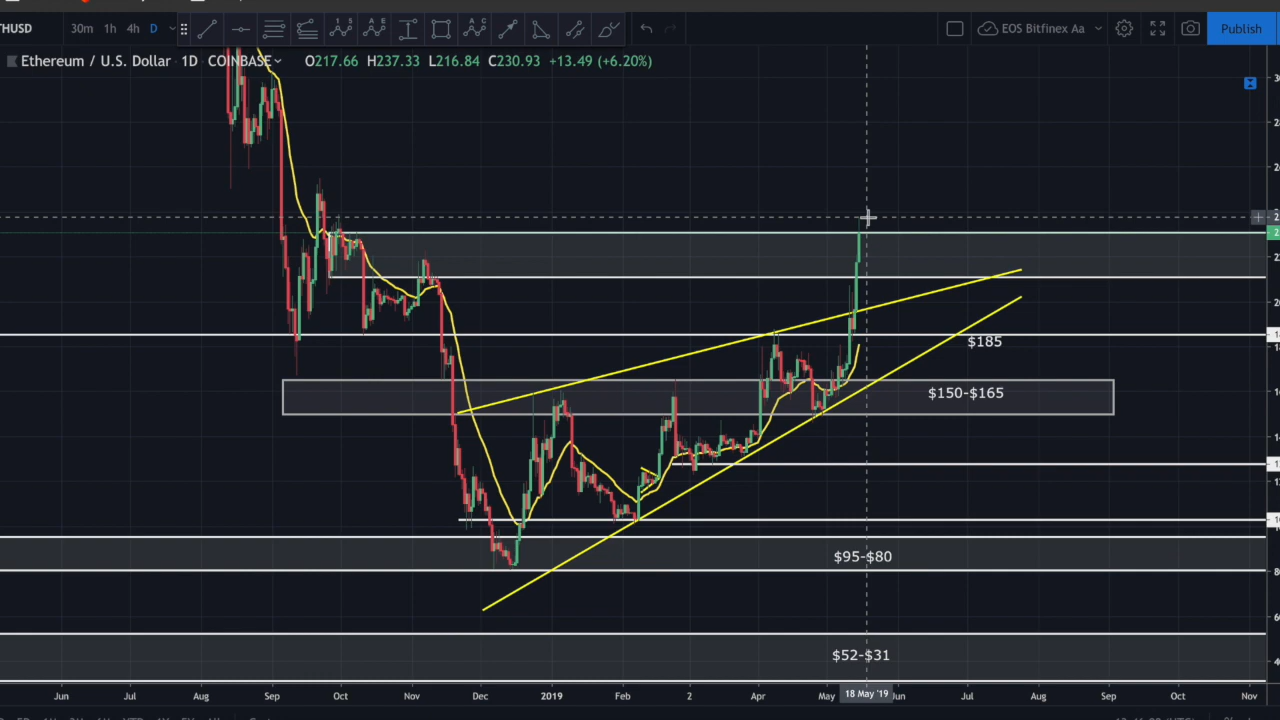 THUSD 30m 1h 4h D EOS Bitfinex Aa Publish
Ethereum / U.S. Dollar 1D COINBASE O217.66 H237.33 L216.84 C230.93 +13.49 (+6.20%)
$185
$150-$165
$95-$80
$52-$31
Jun Jul Aug Sep Oct Nov Dec 2019 Feb 2 Apr May 18 May '19 Jun Jul Aug Sep Oct Nov